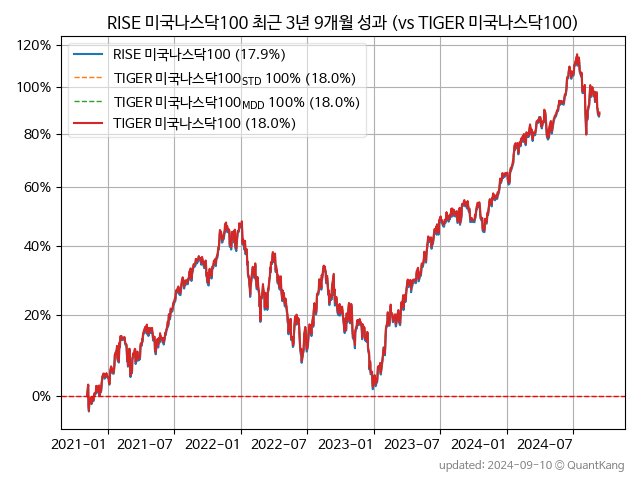 RISE 미국나스닥100 최근 3년 9개월 성과 (vs TIGER 미국나스닥100)
120%
100%
80%
60%
40%
20%
0%
RISE 미국나스닥100 (17.9%)
TIGER 미국나스닥100STD 100% (18.0%)
TIGER 미국나스닥100MDD 100% (18.0%)
TIGER 미국나스닥100 (18.0%)
2021-01 2021-07 2022-01 2022-07 2023-01 2023-07 2024-01 2024-07
updated: 2024-09-10 © QuantKang